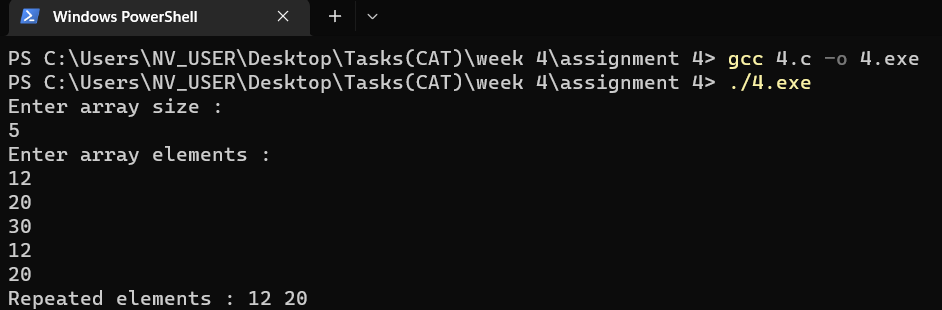 Windows PowerShell
PS C:\Users\NV_USER\Desktop\Tasks(CAT)\week 4\assignment 4> gcc 4.c -o 4.exe
PS C:\Users\NV_USER\Desktop\Tasks(CAT)\week 4\assignment 4> ./4.exe
Enter array size :
5
Enter array elements :
12
20
30
12
20
Repeated elements : 12 20